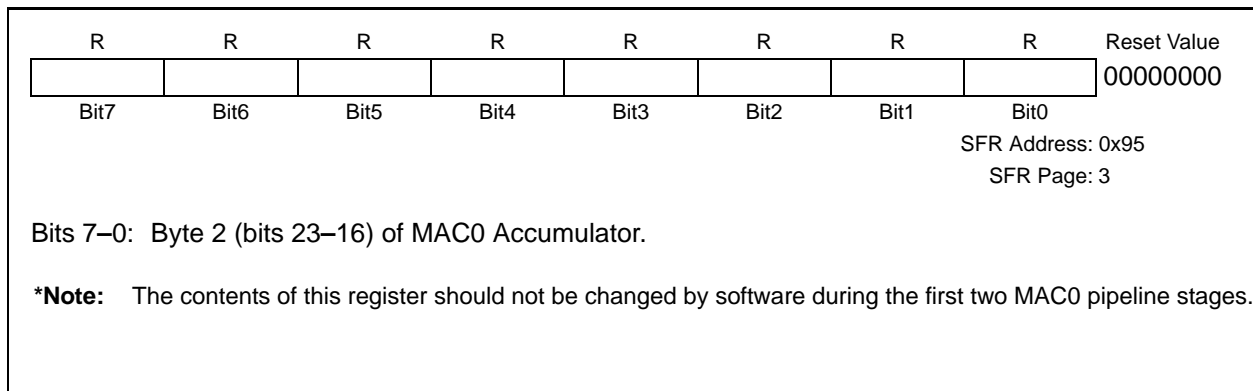 R R R R R R R R Reset Value
00000000
Bit7 Bit6 Bit5 Bit4 Bit3 Bit2 Bit1 Bit0
SFR Address: 0x95
SFR Page: 3
Bits 7–0: Byte 2 (bits 23–16) of MAC0 Accumulator.
*Note: The contents of this register should not be changed by software during the first two MAC0 pipeline stages.